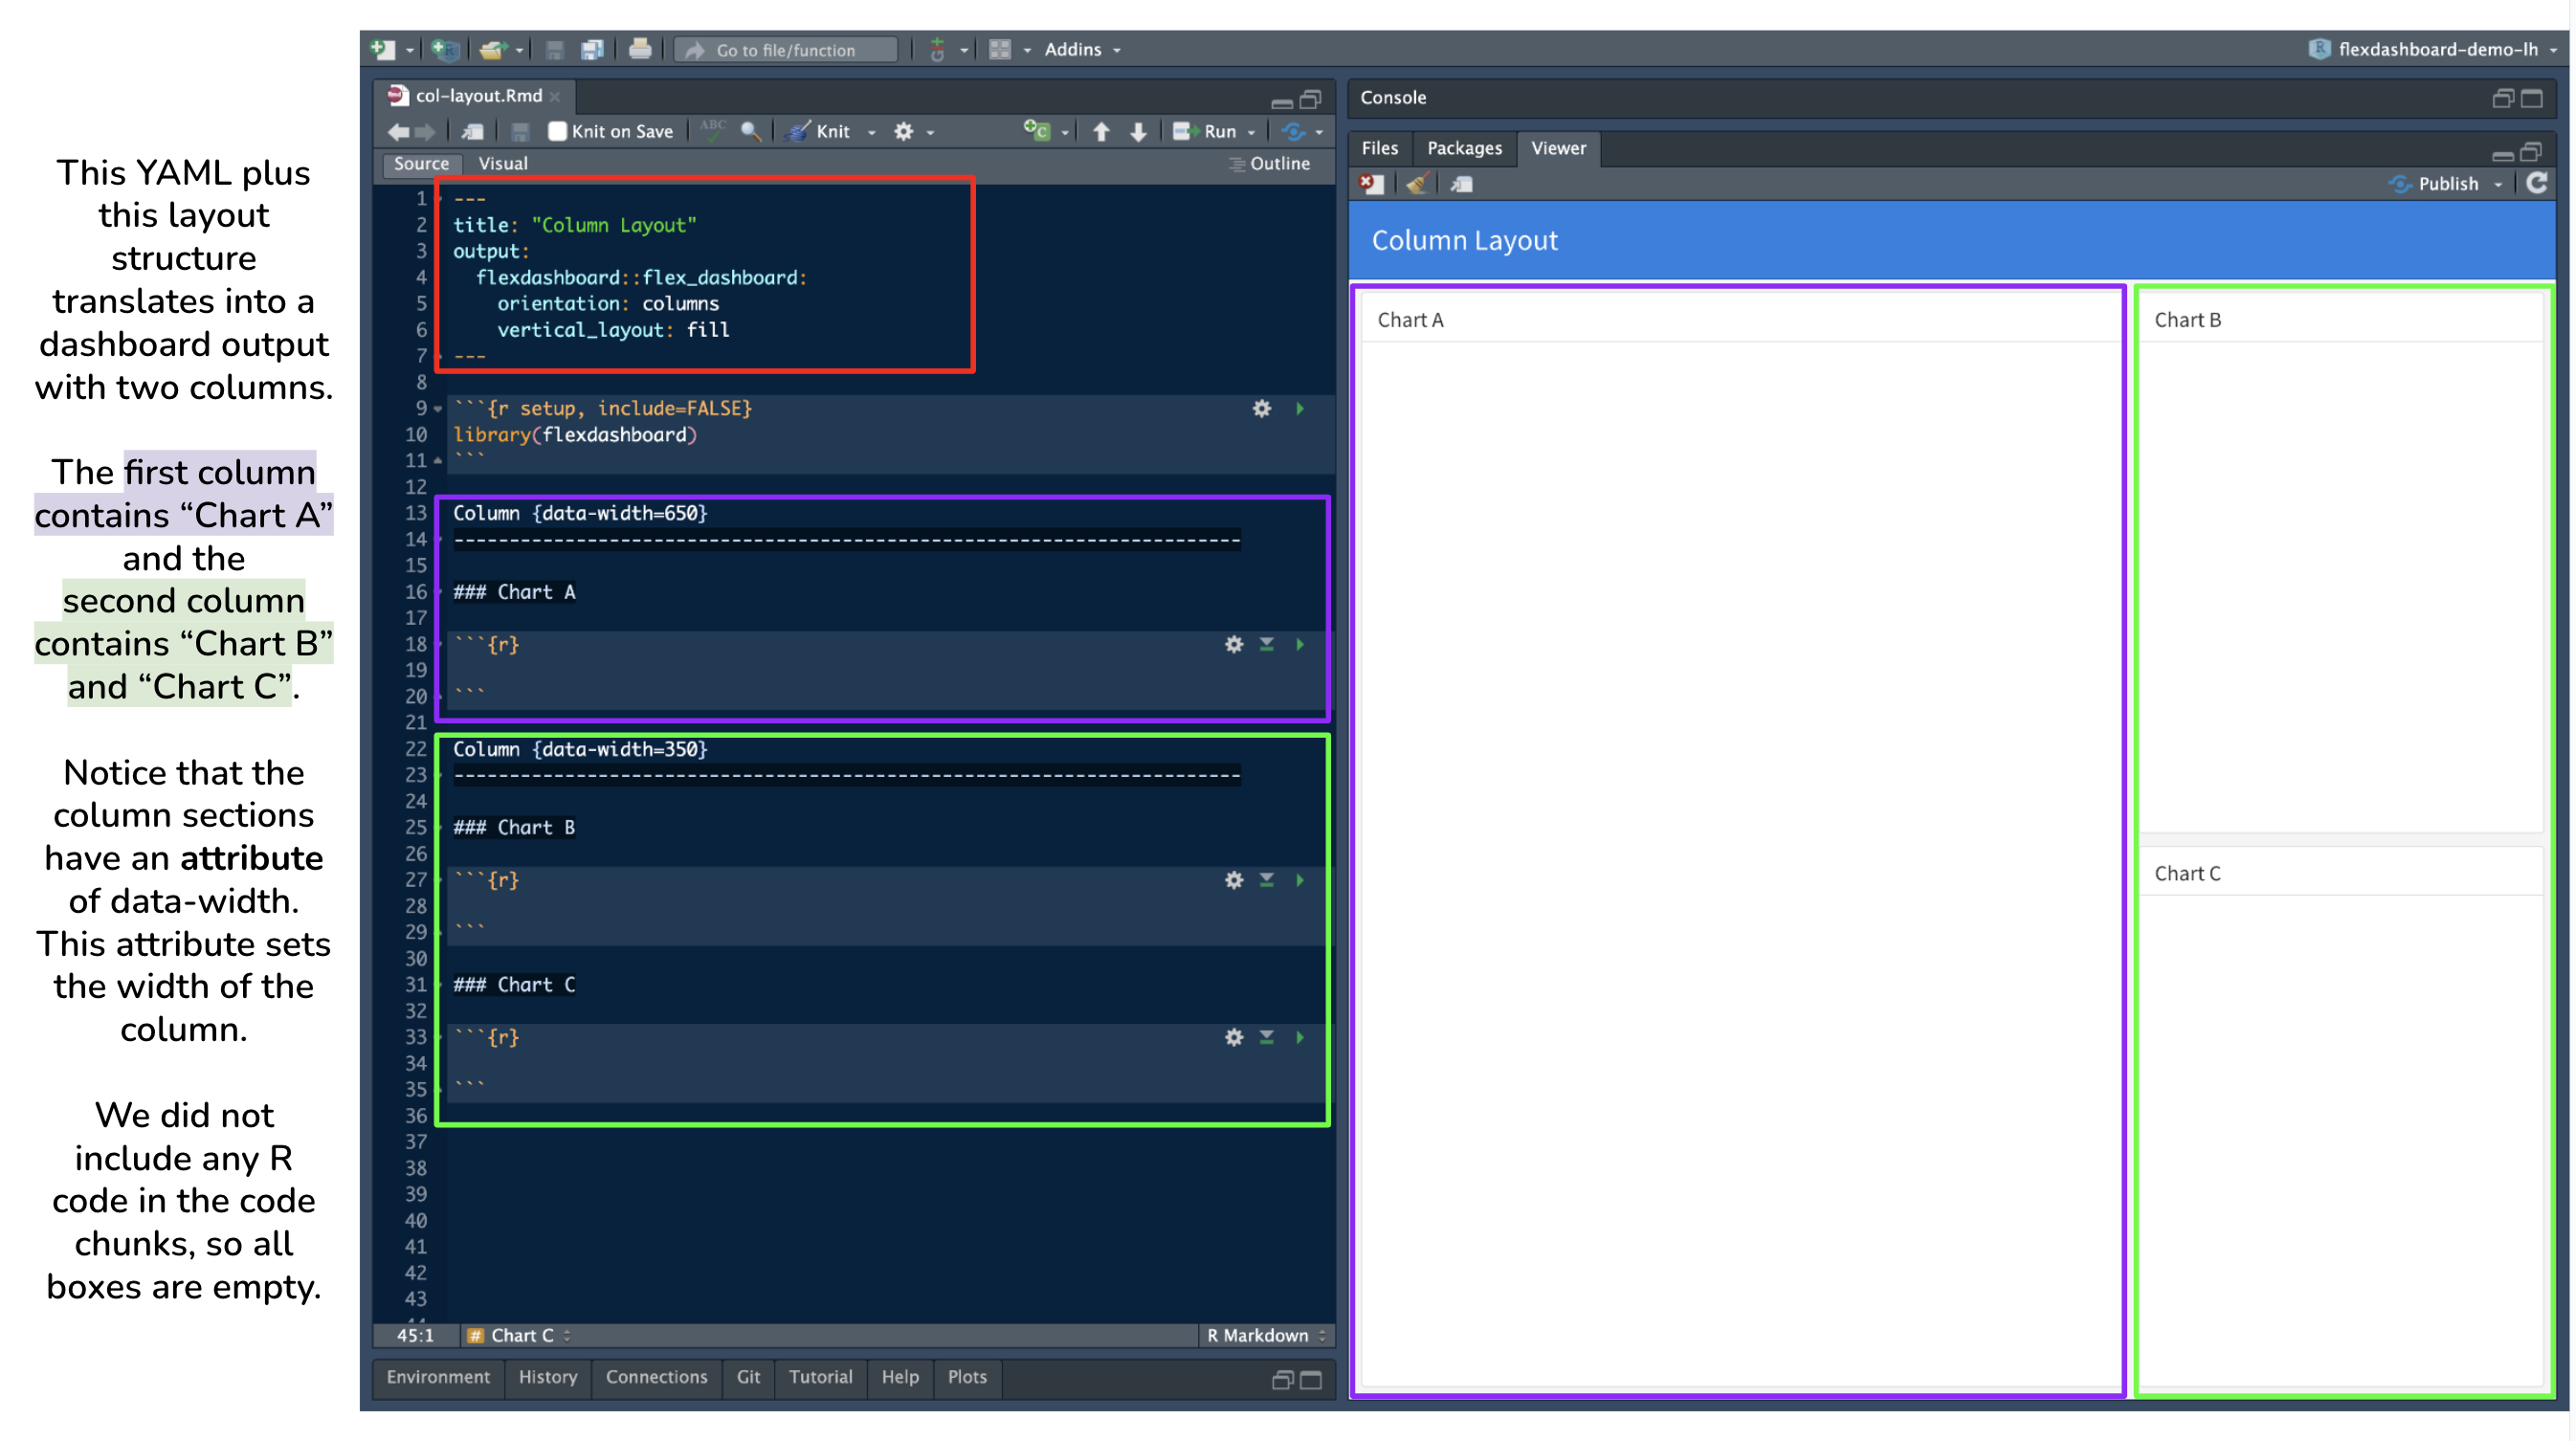 This YAML plus
this layout
structure
translates into a
dashboard output
with two columns.
The first column
contains “Chart A”
and the
second column
contains “Chart B”
and “Chart C”.
Notice that the
column sections
have an attribute
of data-width.
This attribute sets
the width of the
column.
We did not
include any R
code in the code
chunks, so all
boxes are empty.
Go to file/function
Addins
flexdashboard-demo-lh
col-layout.Rmd
Knit on Save
ABC
Knit
Run
Source
Visual
Outline
1 ---
2 title: "Column Layout"
3 output:
4   flexdashboard::flex_dashboard:
5     orientation: columns
6     vertical_layout: fill
7 ---
8
9 ```{r setup, include=FALSE}
10 library(flexdashboard)
11 ```
12
13 Column {data-width=650}
14 -----------------------------------------------------------------------
15
16 ### Chart A
17
18 ```{r}
19
20 ```
21
22 Column {data-width=350}
23 -----------------------------------------------------------------------
24
25 ### Chart B
26
27 ```{r}
28
29 ```
30
31 ### Chart C
32
33 ```{r}
34
35 ```
36
37
38
39
40
41
42
43
45:1
# Chart C
R Markdown
Environment
History
Connections
Git
Tutorial
Help
Plots
Console
Files
Packages
Viewer
Publish
Column Layout
Chart A
Chart B
Chart C